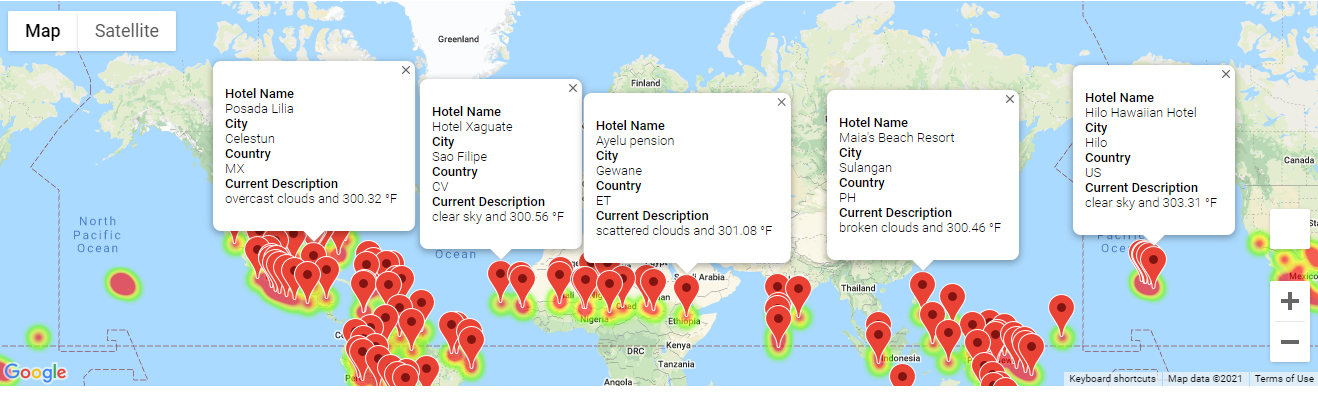 Map
Satellite
Greenland
Finland
Canada
North
Pacific
Ocean
Hotel Name
Posada Lilia
City
Celestun
Country
MX
Current Description
overcast clouds and 300.32 °F
Hotel Name
Hotel Xaguate
City
Sao Filipe
Country
CV
Current Description
clear sky and 300.56 °F
Hotel Name
Ayelu pension
City
Gewane
Country
ET
Current Description
scattered clouds and 301.08 °F
Hotel Name
Maia's Beach Resort
City
Sulangan
Country
PH
Current Description
broken clouds and 300.46 °F
Hotel Name
Hilo Hawaiian Hotel
City
Hilo
Country
US
Current Description
clear sky and 303.31 °F
Ocean
Ocean
Saudi Arabia
Thailand
Mexico
Nigeria
Ethiopia
Kenya
DRC
Tanzania
Angola
Indonesia
Google
Keyboard shortcuts
Map data ©2021
Terms of Use